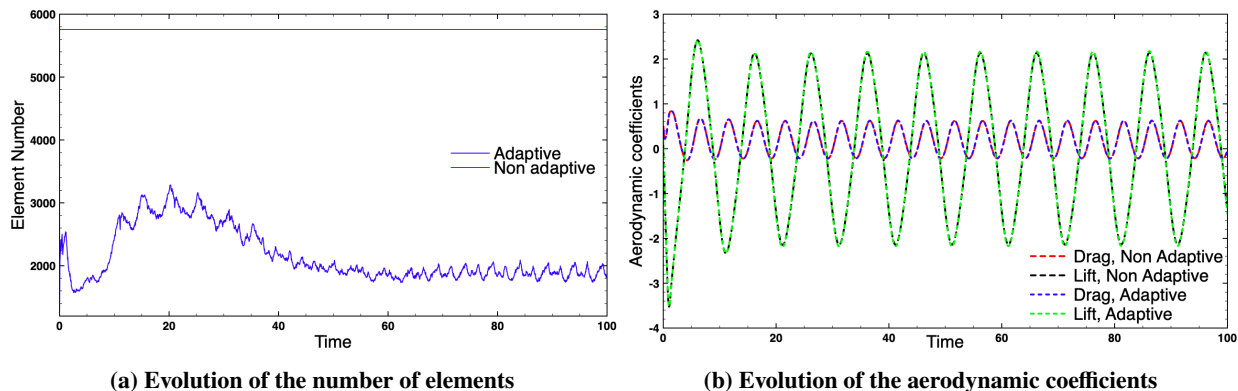 6000
5000
4000
3000
2000
Element Number
Adaptive
Non adaptive
0
20
40
60
80
100
Time
(a) Evolution of the number of elements
3
2
1
0
-1
-2
-3
-4
Aerodynamic coefficients
Drag, Non Adaptive
Lift, Non Adaptive
Drag, Adaptive
Lift, Adaptive
0
20
40
60
80
100
Time
(b) Evolution of the aerodynamic coefficients